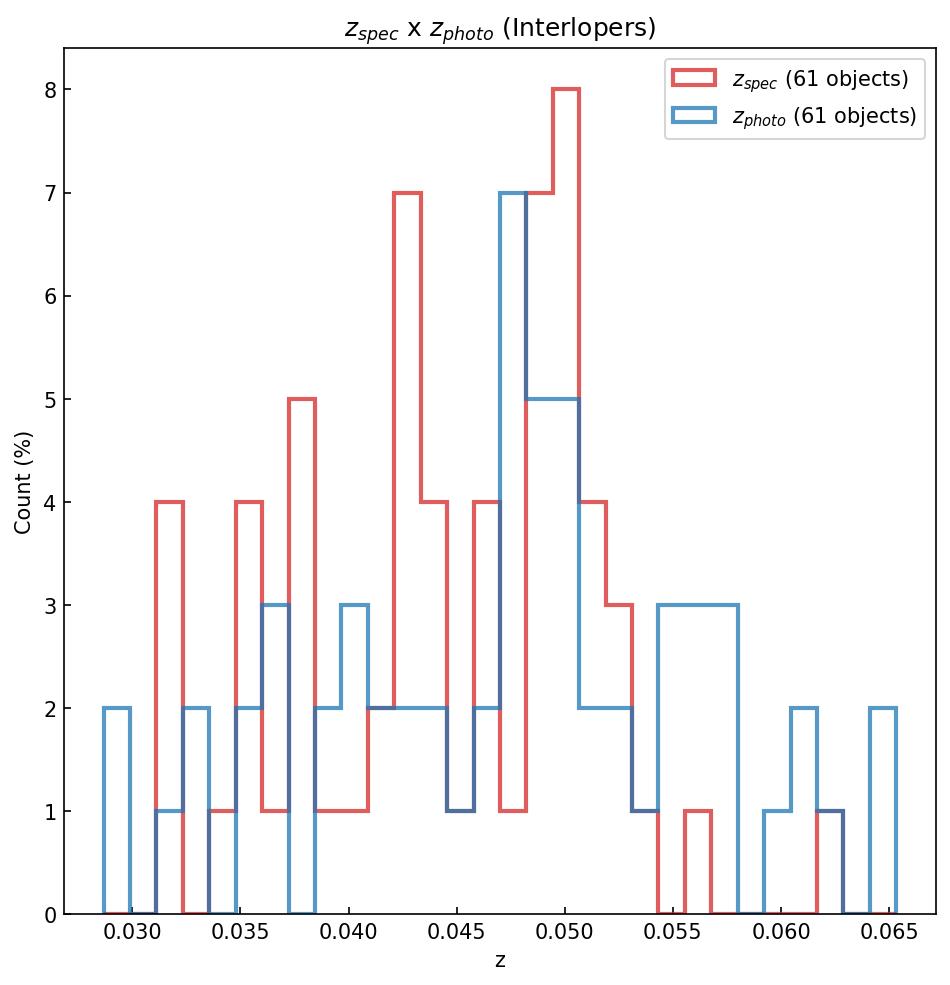 z_spec x z_photo (Interlopers)
z_spec (61 objects)
z_photo (61 objects)
Count (%)
8
7
6
5
4
3
2
1
0
0.030 0.035 0.040 0.045 0.050 0.055 0.060 0.065
z